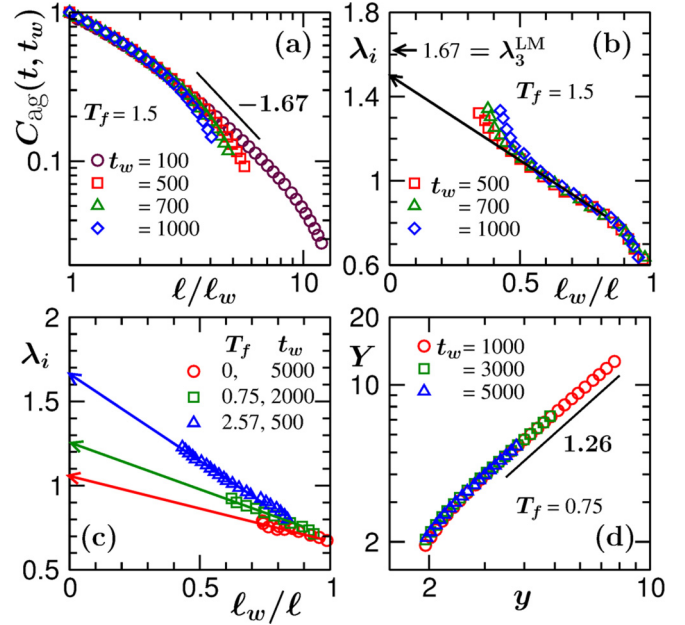 1
(a)
C_ag(t, t_w)
−1.67
T_f = 1.5
t_w = 100
= 500
= 700
= 1000
0.1
1
10
ℓ/ℓ_w
1.8
λ_i
1.67 = λ_3^LM
(b)
T_f = 1.5
1.4
1
0.6
t_w = 500
= 700
= 1000
0
0.5
1
ℓ_w/ℓ
2
λ_i
T_f t_w
0, 5000
0.75, 2000
2.57, 500
1.5
1
0.5
(c)
0
0.5
1
ℓ_w/ℓ
20
Y
t_w = 1000
= 3000
= 5000
10
1.26
T_f = 0.75
2
(d)
2
10
y